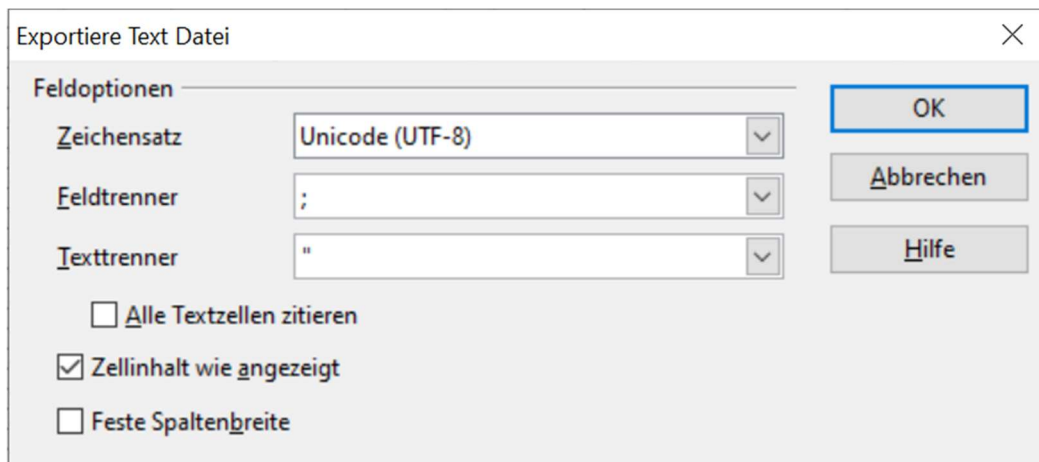 Exportiere Text Datei
Feldoptionen
OK
Zeichensatz
Unicode (UTF-8)
Abbrechen
Feldtrenner
;
Texttrenner
"
Hilfe
Alle Textzellen zitieren
Zellinhalt wie angezeigt
Feste Spaltenbreite